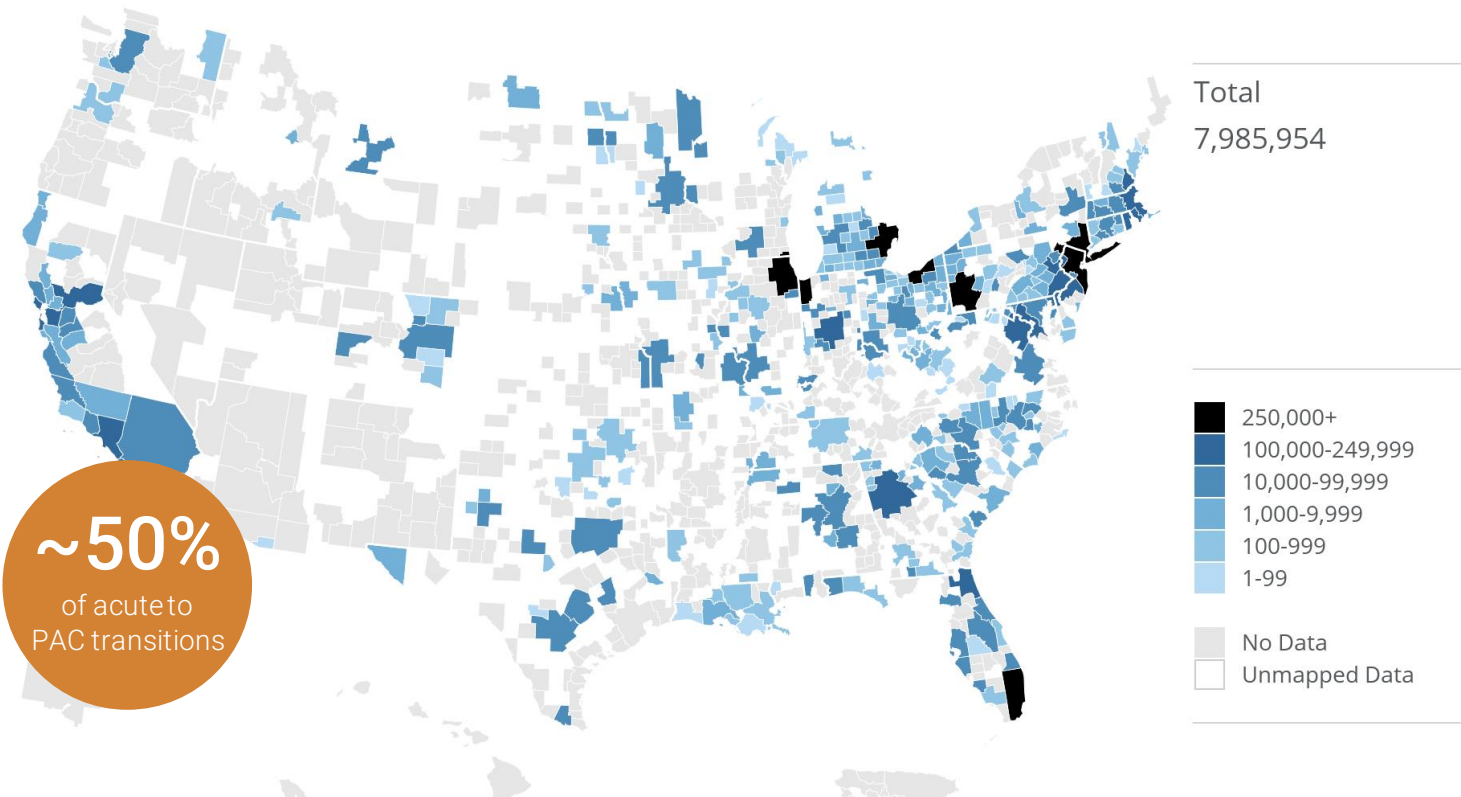 Total
7,985,954
250,000+
100,000-249,999
10,000-99,999
1,000-9,999
100-999
1-99
No Data
Unmapped Data
~50%
of acute to
PAC transitions